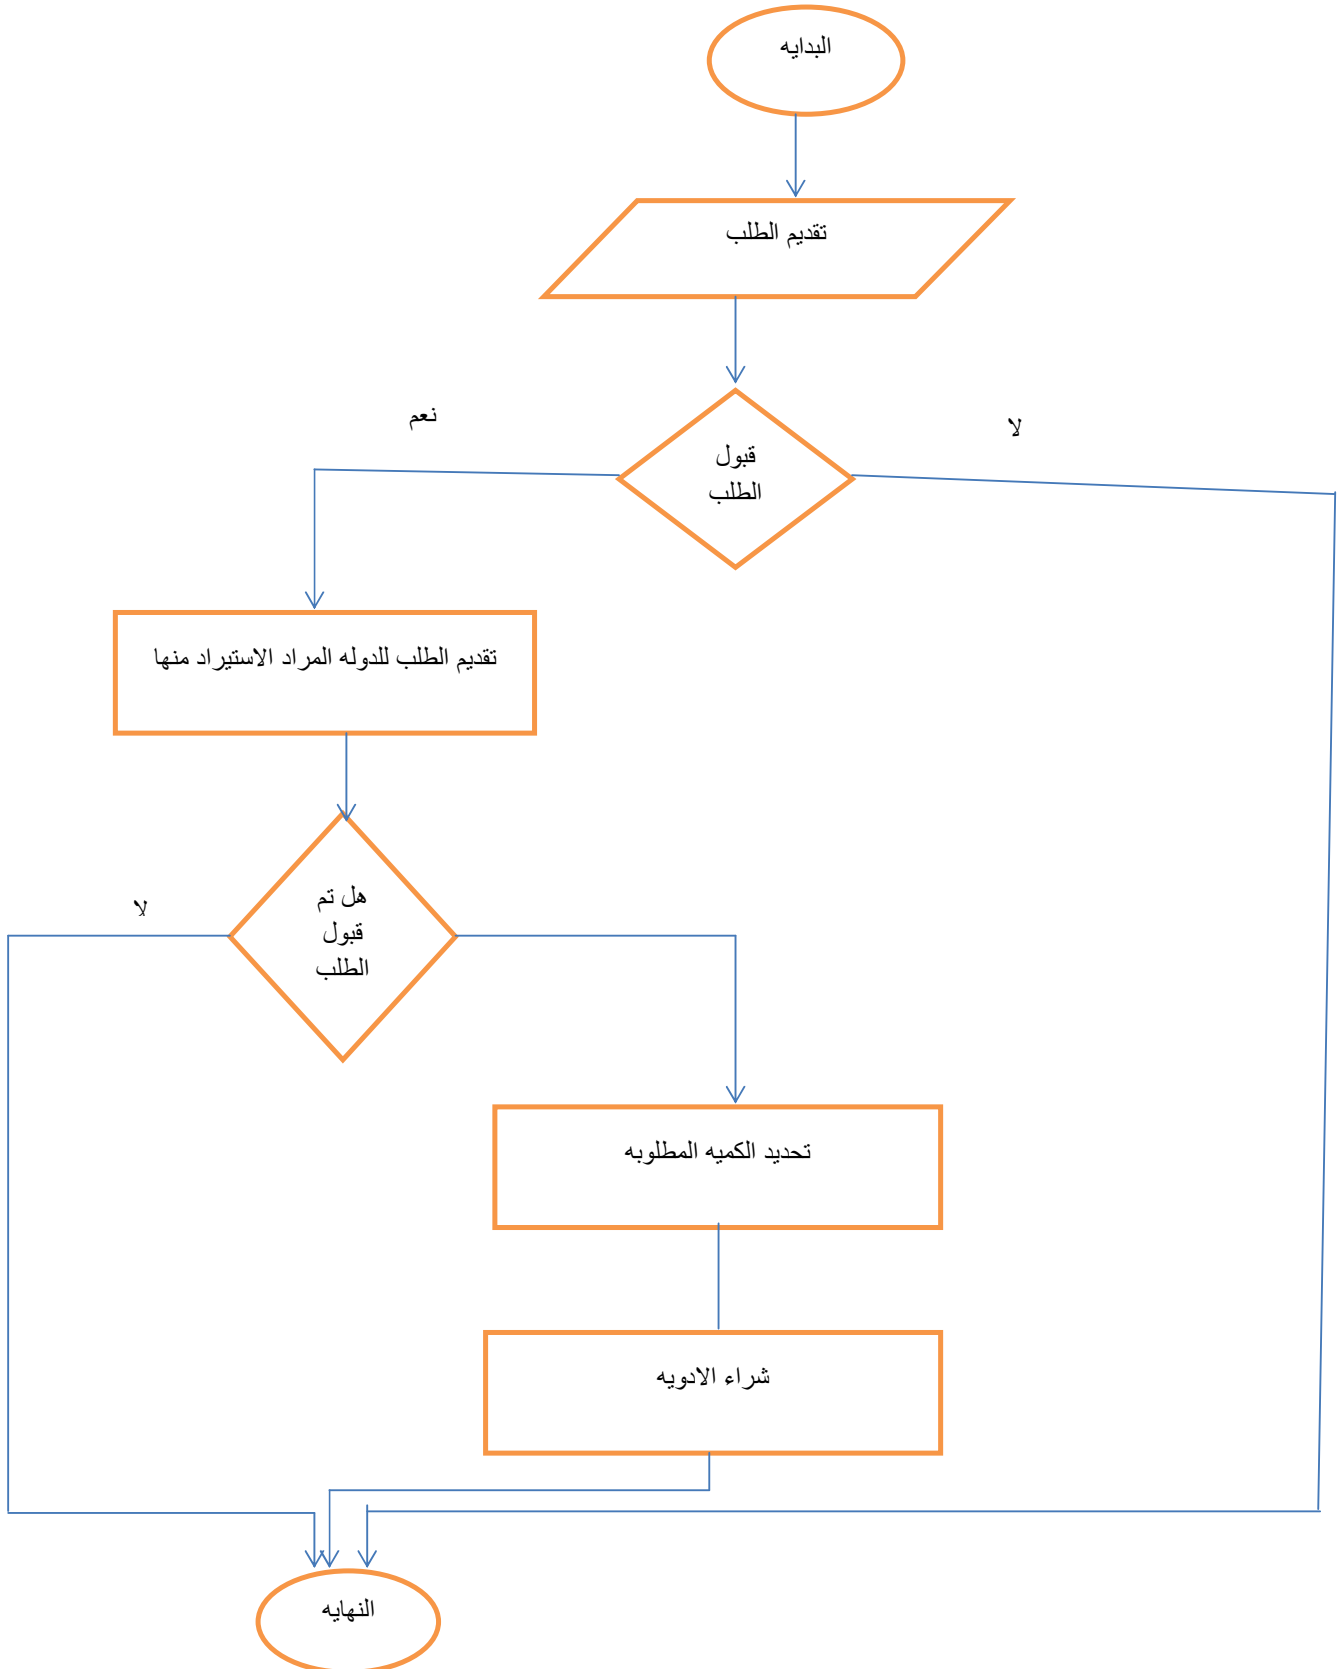 البدايه
تقديم الطلب
نعم
لا
قبول
الطلب
تقديم الطلب للدوله المراد الاستيراد منها
لا
هل تم
قبول
الطلب
تحديد الكميه المطلوبه
شراء الادويه
النهايه